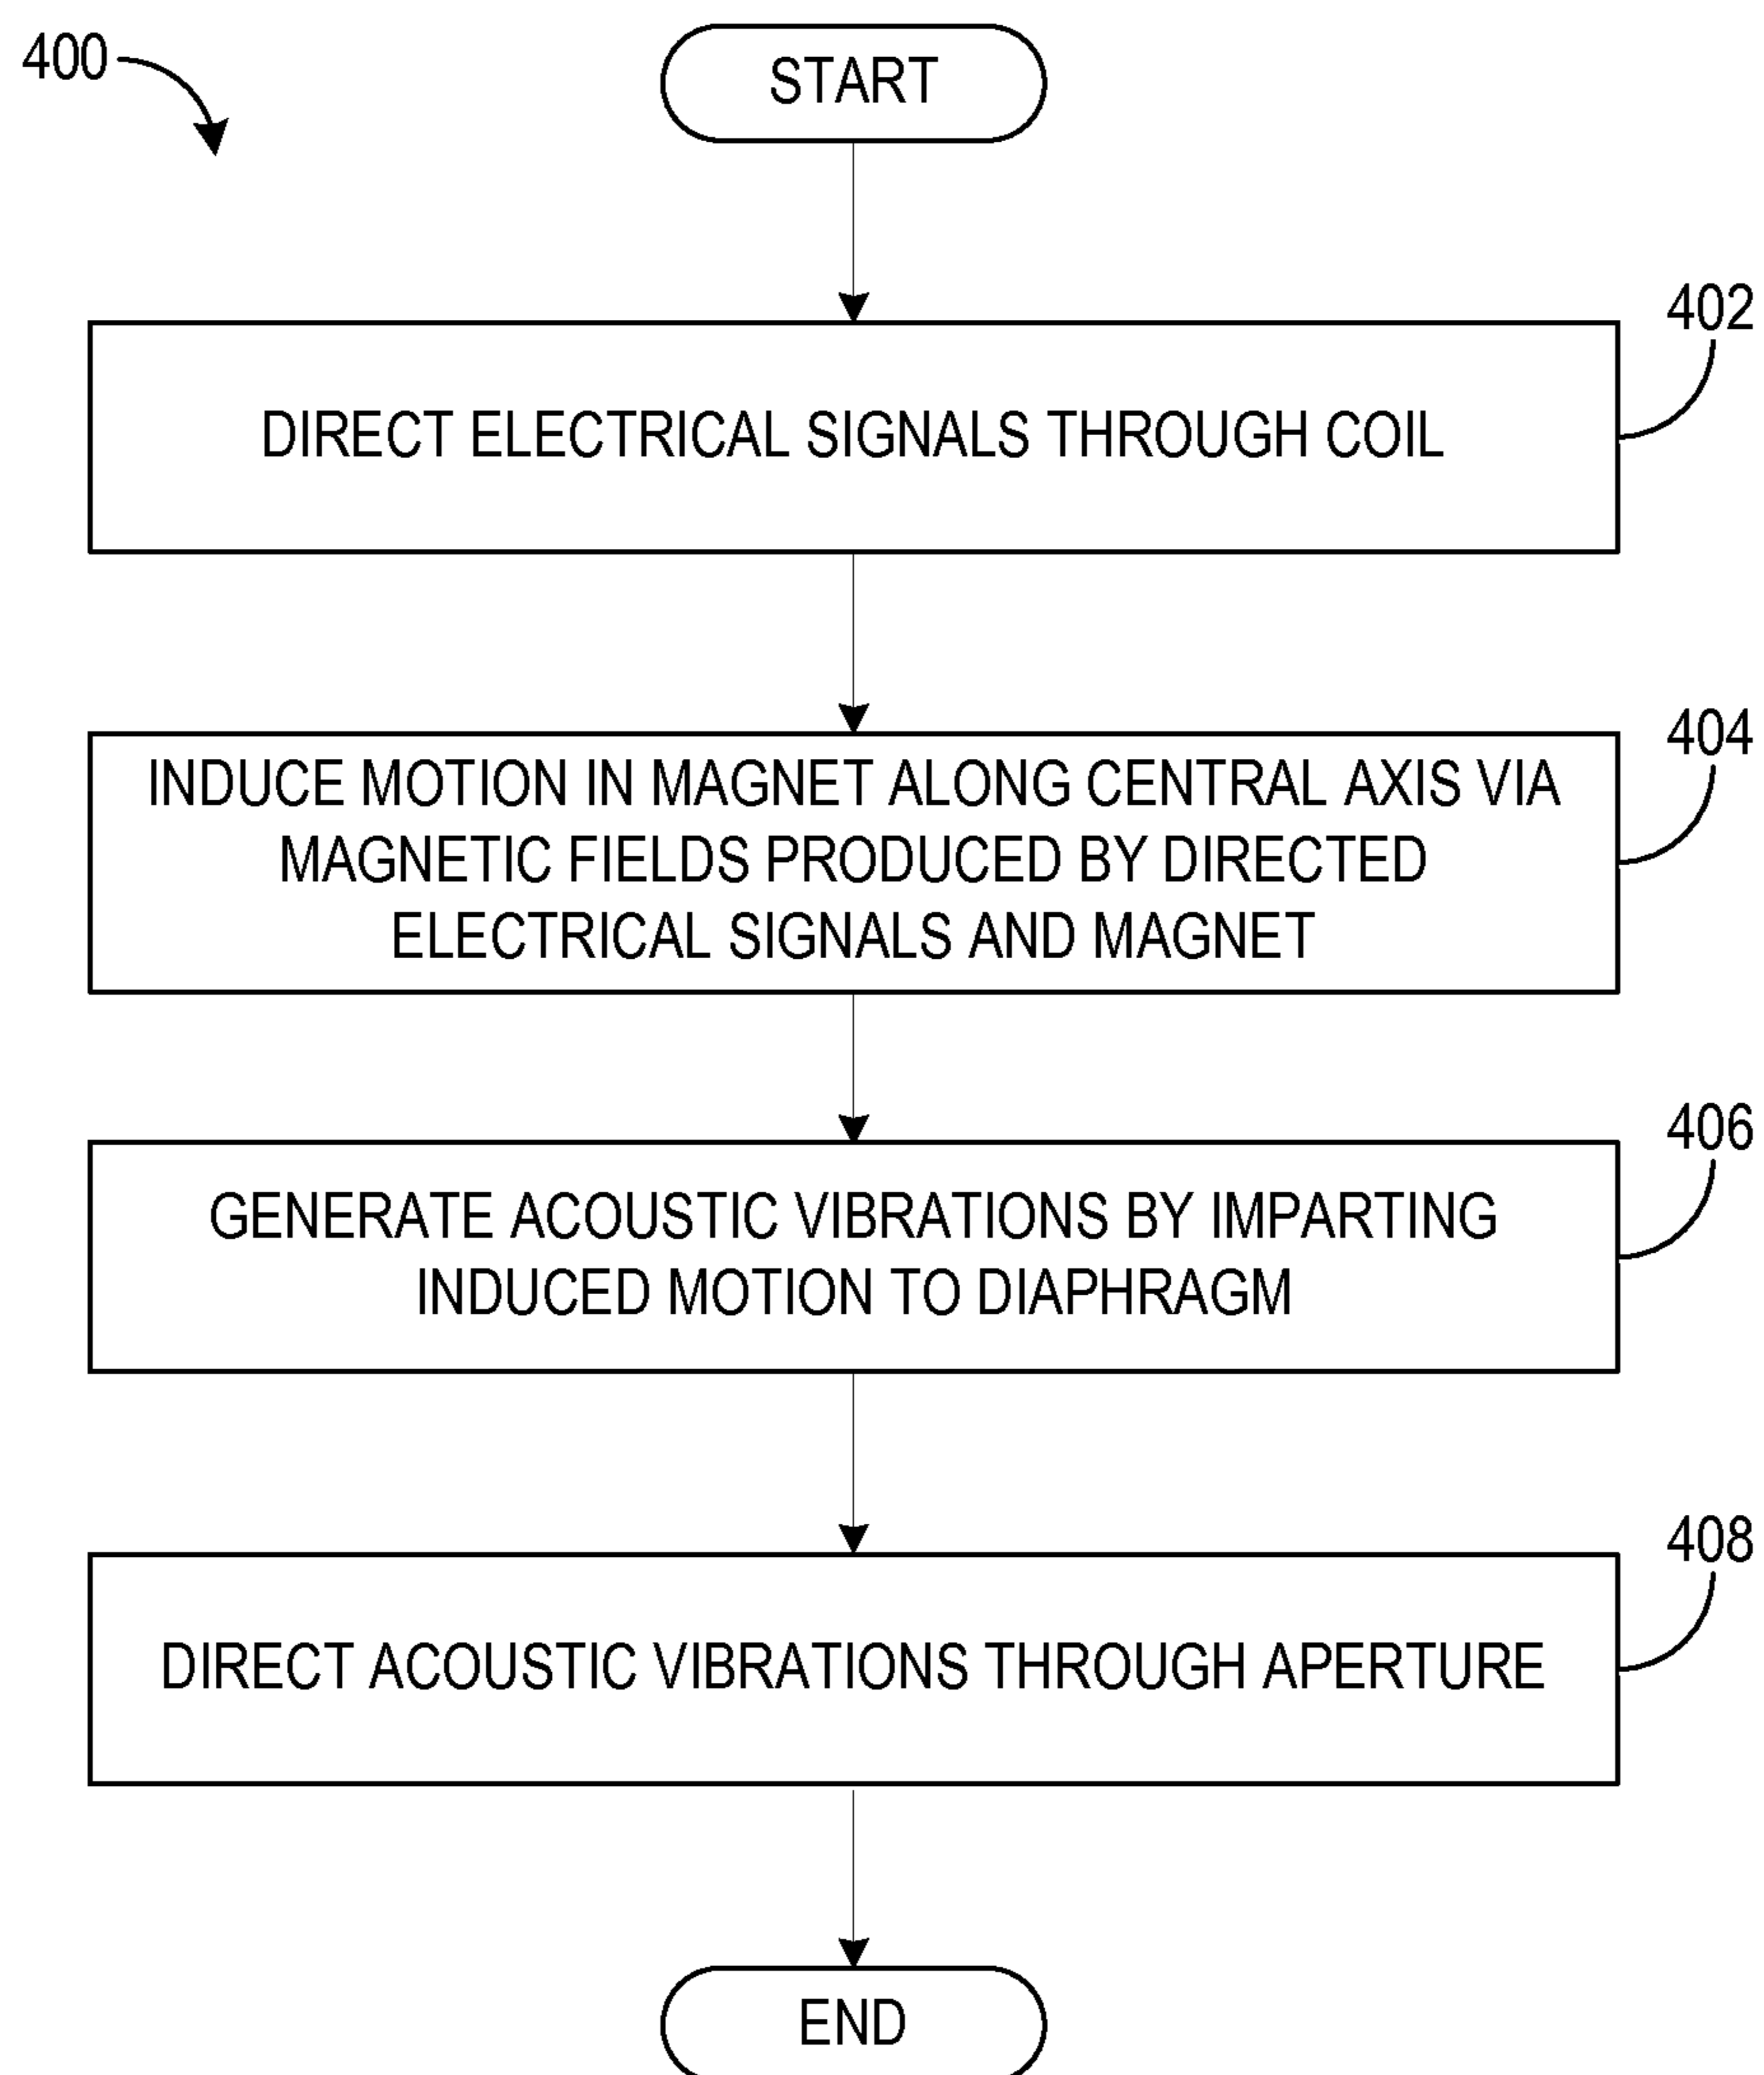 400
START
402
DIRECT ELECTRICAL SIGNALS THROUGH COIL
404
INDUCE MOTION IN MAGNET ALONG CENTRAL AXIS VIA
MAGNETIC FIELDS PRODUCED BY DIRECTED
ELECTRICAL SIGNALS AND MAGNET
406
GENERATE ACOUSTIC VIBRATIONS BY IMPARTING
INDUCED MOTION TO DIAPHRAGM
408
DIRECT ACOUSTIC VIBRATIONS THROUGH APERTURE
END